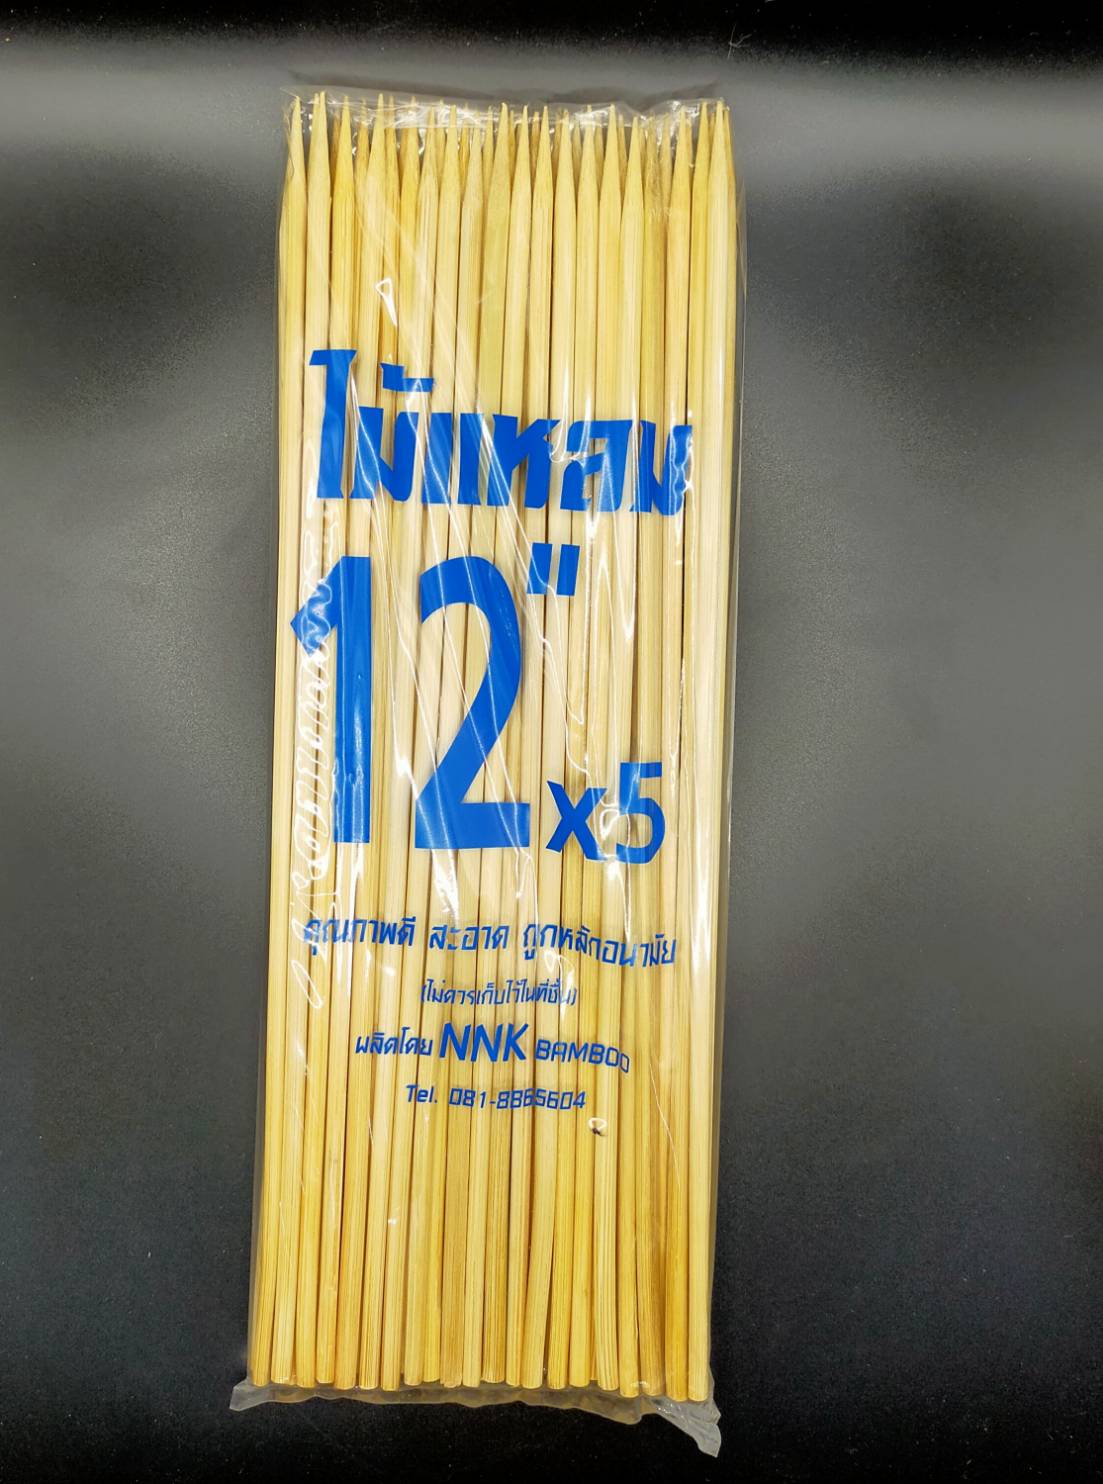 ไม้แหลม
12"x5
คุณภาพดี สะอาด ถูกหลักอนามัย
(ไม่ควรเก็บไว้ในที่ชื้น)
ผลิตโดย NNK BAMBOO
Tel. 081-8865604